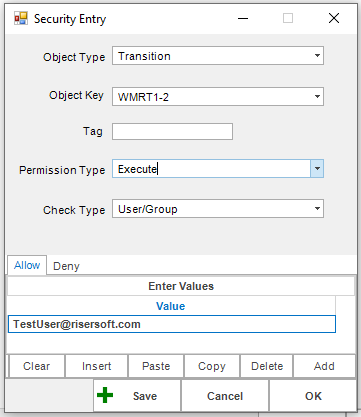 Security Entry
Object Type Transition
Object Key WMRT1-2
Tag
Permission Type Execute
Check Type User/Group
Allow Deny
Enter Values
Value
TestUser@risersoft.com
Clear Insert Paste Copy Delete Add
Save Cancel OK